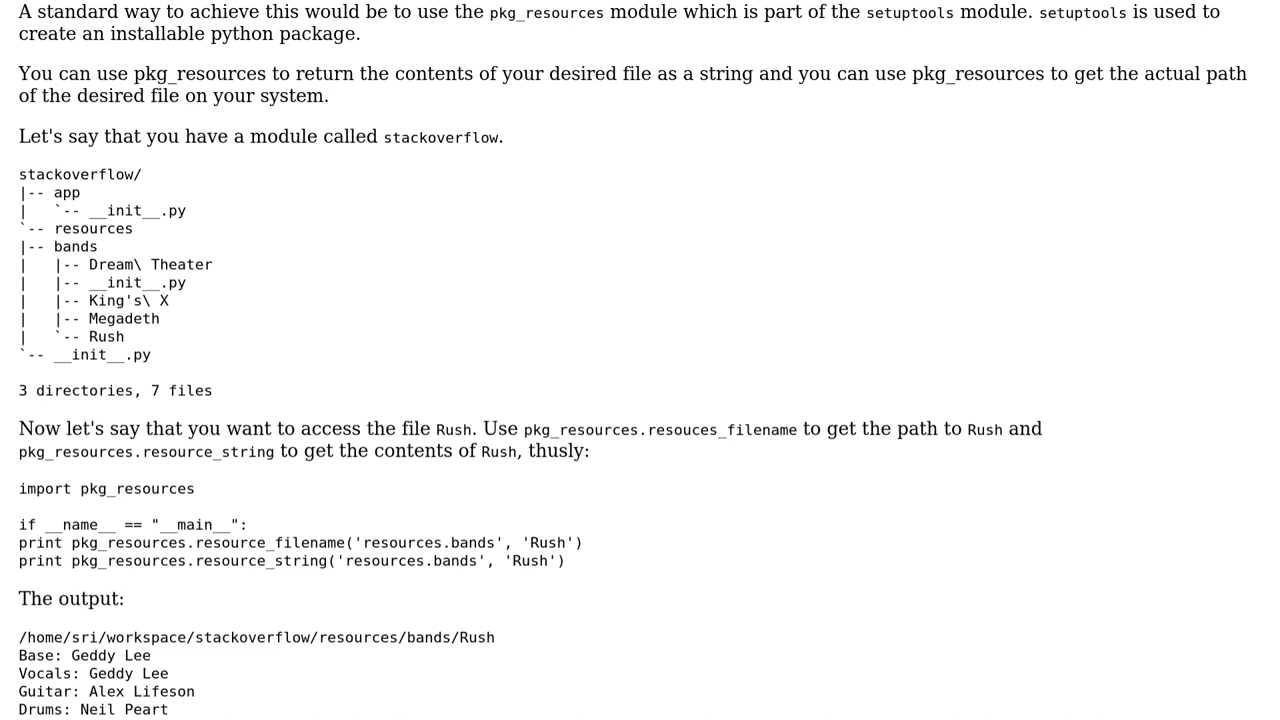 A standard way to achieve this would be to use the pkg_resources module which is part of the setuptools module. setuptools is used to
create an installable python package.
You can use pkg_resources to return the contents of your desired file as a string and you can use pkg_resources to get the actual path
of the desired file on your system.
Let's say that you have a module called stackoverflow.
stackoverflow/
|-- app
|   `-- __init__.py
`-- resources
|-- bands
|   |-- Dream\ Theater
|   |-- __init__.py
|   |-- King's\ X
|   |-- Megadeth
|   `-- Rush
`-- __init__.py
3 directories, 7 files
Now let's say that you want to access the file Rush. Use pkg_resources.resouces_filename to get the path to Rush and
pkg_resources.resource_string to get the contents of Rush, thusly:
import pkg_resources
if __name__ == "__main__":
print pkg_resources.resource_filename('resources.bands', 'Rush')
print pkg_resources.resource_string('resources.bands', 'Rush')
The output:
/home/sri/workspace/stackoverflow/resources/bands/Rush
Base: Geddy Lee
Vocals: Geddy Lee
Guitar: Alex Lifeson
Drums: Neil Peart